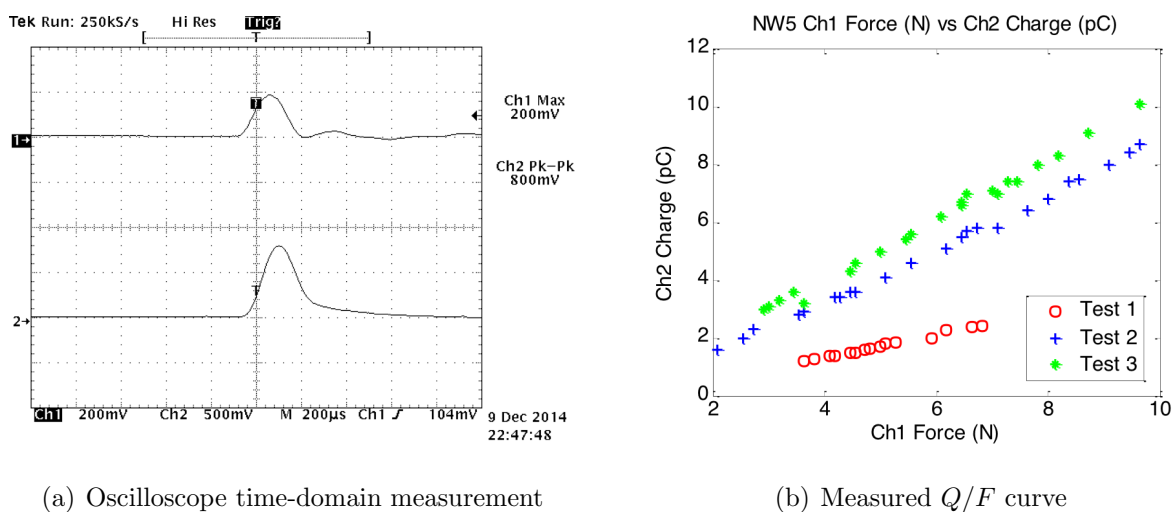 Tek Run: 250kS/s Hi Res Trig?
T
Ch1 Max
200mV
1→
Ch2 Pk−Pk
800mV
T
2→
Ch1 200mV Ch2 500mV M 200µs Ch1 ƒ 104mV
9 Dec 2014
22:47:48
(a) Oscilloscope time-domain measurement
NW5 Ch1 Force (N) vs Ch2 Charge (pC)
Ch2 Charge (pC)
12
10
8
6
4
2
0
Test 1
Test 2
Test 3
2 4 6 8 10
Ch1 Force (N)
(b) Measured Q/F curve